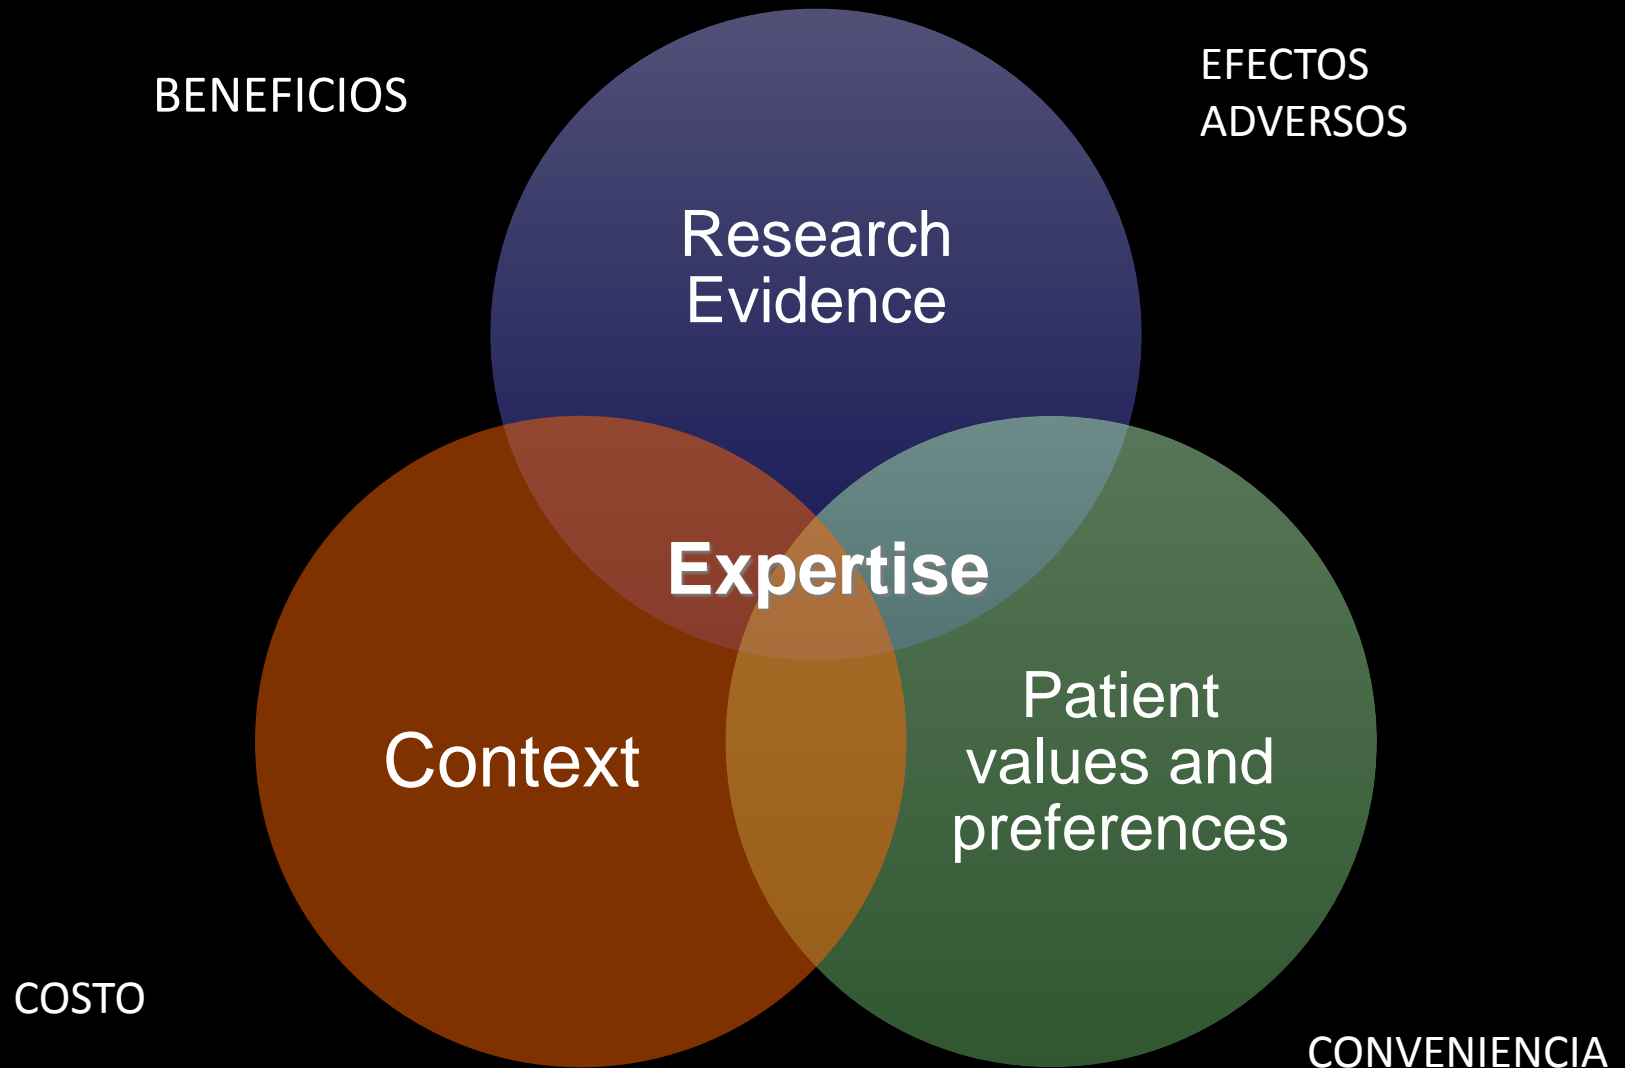 BENEFICIOS
EFECTOS
ADVERSOS
Research
Evidence
Expertise
Context
Patient
values and
preferences
COSTO
CONVENIENCIA